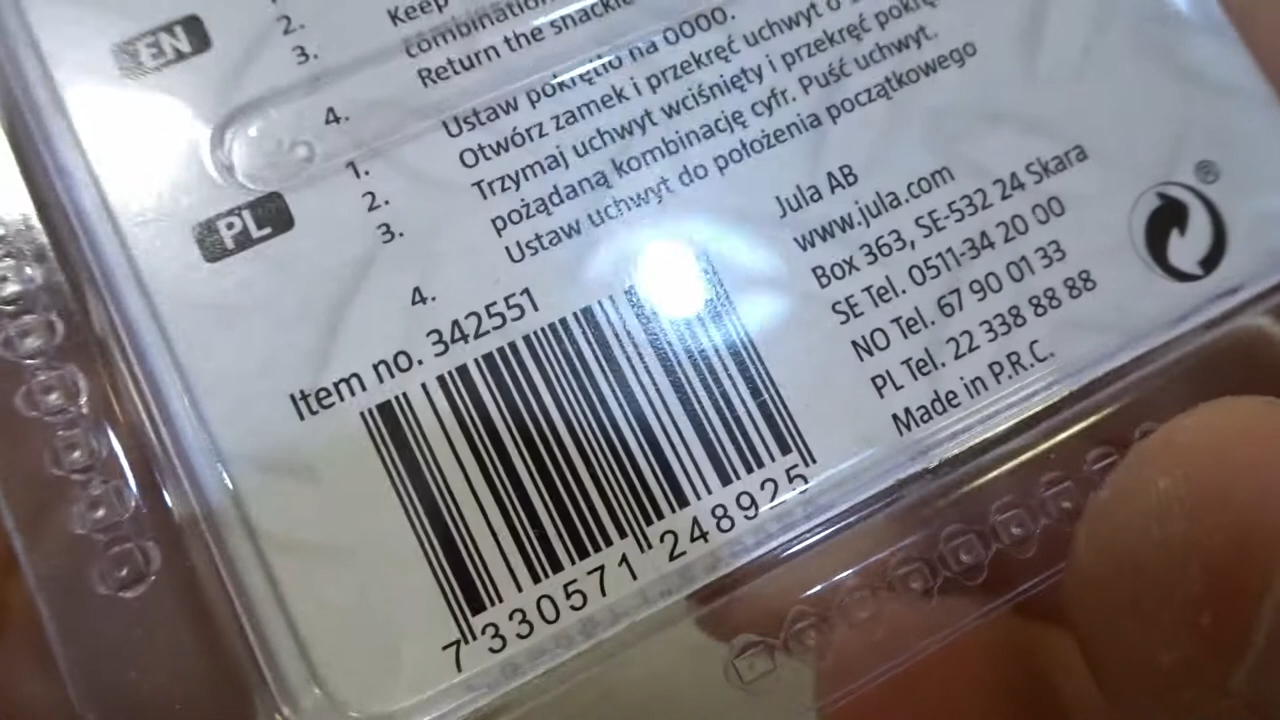 EN
2. Keep
3. combination
Return the snackle
4.
PL
Ustaw pokrętło na 0000.
1. Otwórz zamek i przekręć uchwyt o
2. Trzymaj uchwyt wciśnięty i przekręć
3. pożądaną kombinację cyfr. Puść uchwyt.
Ustaw uchwyt do położenia początkowego
4.
Item no. 342551
7 330571 248925
Jula AB
www.jula.com
Box 363, SE-532 24 Skara
SE Tel. 0511-34 20 00
NO Tel. 67 90 01 33
PL Tel. 22 338 88 88
Made in P.R.C.
®